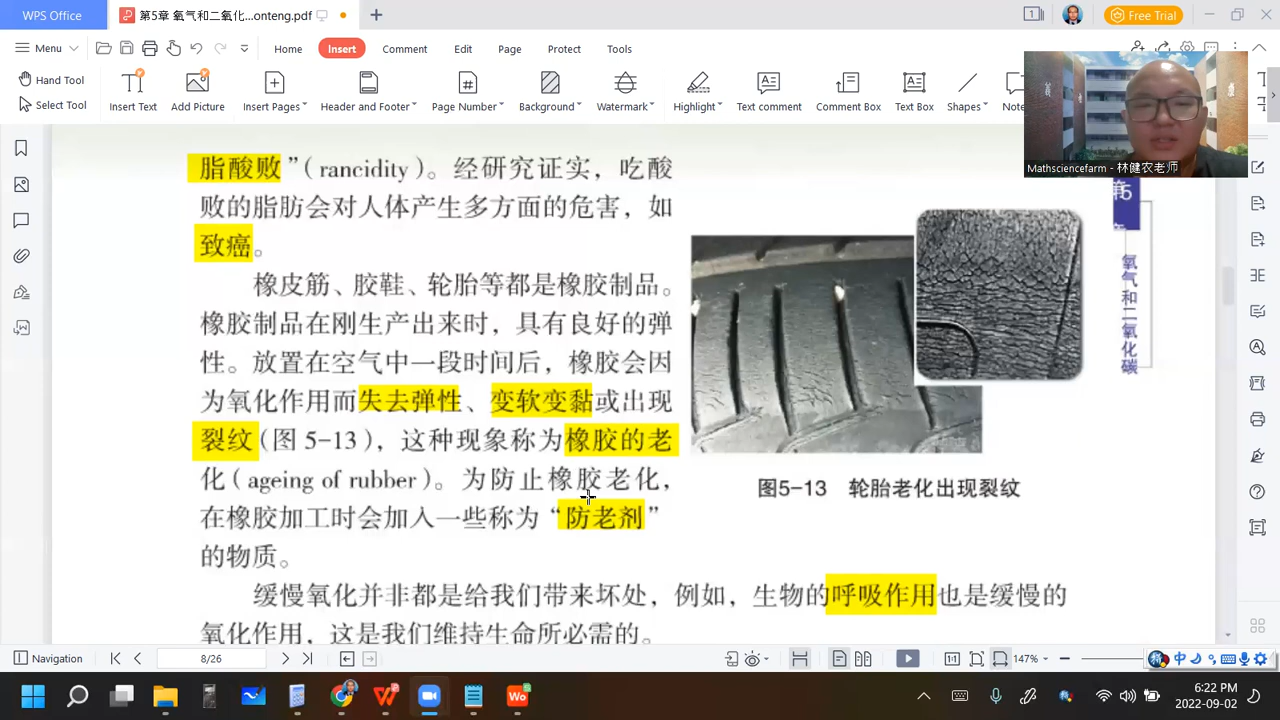 WPS Office
第5章 氧气和二氧化...onteng.pdf
1
Free Trial
Menu
Home
Insert
Comment
Edit
Page
Protect
Tools
Hand Tool
Select Tool
Insert Text
Add Picture
Insert Pages
Header and Footer
Page Number
Background
Watermark
Highlight
Text comment
Comment Box
Text Box
Shapes
Mathsciencefarm - 林健农老师
脂酸败”(rancidity)。经研究证实，吃酸
败的脂肪会对人体产生多方面的危害，如
致癌。
橡皮筋、胶鞋、轮胎等都是橡胶制品。
橡胶制品在刚生产出来时，具有良好的弹
性。放置在空气中一段时间后，橡胶会因
为氧化作用而失去弹性、变软变黏或出现
裂纹(图5-13)，这种现象称为橡胶的老
化(ageing of rubber)。为防止橡胶老化，
在橡胶加工时会加入一些称为“防老剂”
的物质。
图5-13 轮胎老化出现裂纹
缓慢氧化并非都是给我们带来坏处，例如，生物的呼吸作用也是缓慢的
氧化作用，这是我们维持生命所必需的。
5
氧气和二氧化碳
Navigation
8/26
147%
中
6:22 PM
2022-09-02